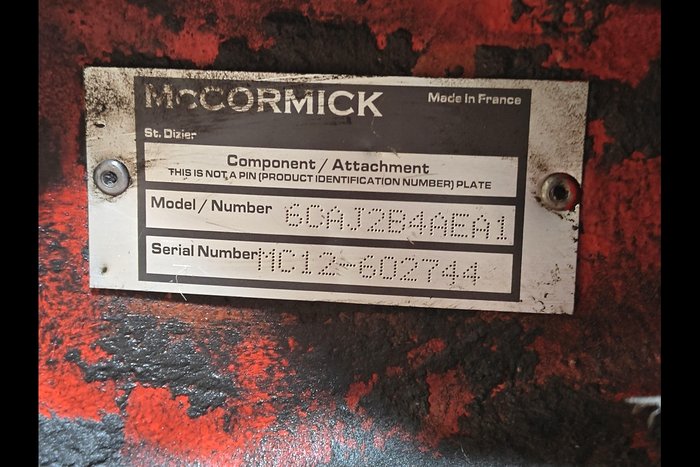 McCORMICK
Made in France
St. Dizier
Component / Attachment
THIS IS NOT A PIN (PRODUCT IDENTIFICATION NUMBER) PLATE
Model / Number 6CAJ2B4AEA1
Serial Number MC12-602744